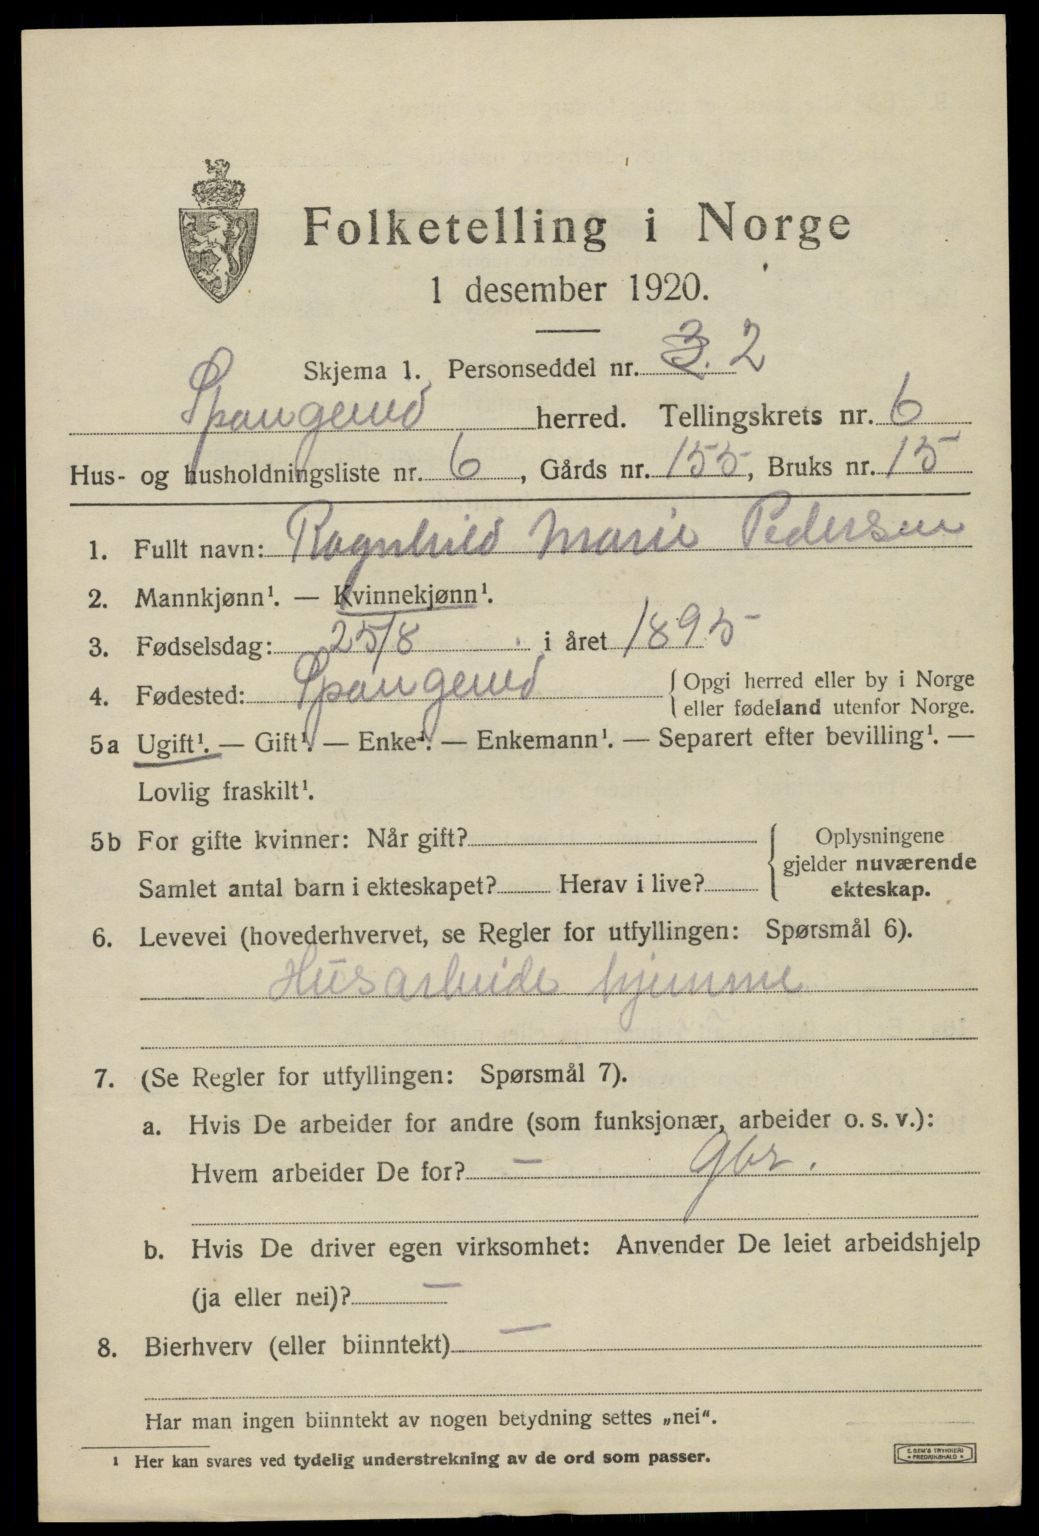 Folketelling i Norge
1 desember 1920.
Skjema 1. Personseddel nr. 3. 2
Spangereid herred. Tellingskrets nr. 6
Hus- og husholdningsliste nr. 6, Gårds nr. 155, Bruks nr. 15
1. Fullt navn: Ragnhild Marie Pedersen
2. Mannkjønn¹. — Kvinnekjønn¹.
3. Fødselsdag: 25/8 i året 1895
4. Fødested: Spangereid { Opgi herred eller by i Norge
eller fødeland utenfor Norge.
5a Ugift¹. — Gift¹. — Enke¹. — Enkemann¹. — Separert efter bevilling¹. —
Lovlig fraskilt¹.
5b For gifte kvinner: Når gift? { Oplysningene
gjelder nuværende
Samlet antal barn i ekteskapet? Herav i live? ekteskap.
6. Levevei (hovederhvervet, se Regler for utfyllingen: Spørsmål 6).
Husarbeide hjemme
7. (Se Regler for utfyllingen: Spørsmål 7).
a. Hvis De arbeider for andre (som funksjonær, arbeider o. s. v.):
Hvem arbeider De for? — Gbr.
b. Hvis De driver egen virksomhet: Anvender De leiet arbeidshjelp
(ja eller nei)? —
8. Bierhverv (eller biinntekt) —
Har man ingen biinntekt av nogen betydning settes „nei".
¹ Her kan svares ved tydelig understrekning av de ord som passer.
E. SEM'S TRYKKERI
• FREDRIKSHALD •